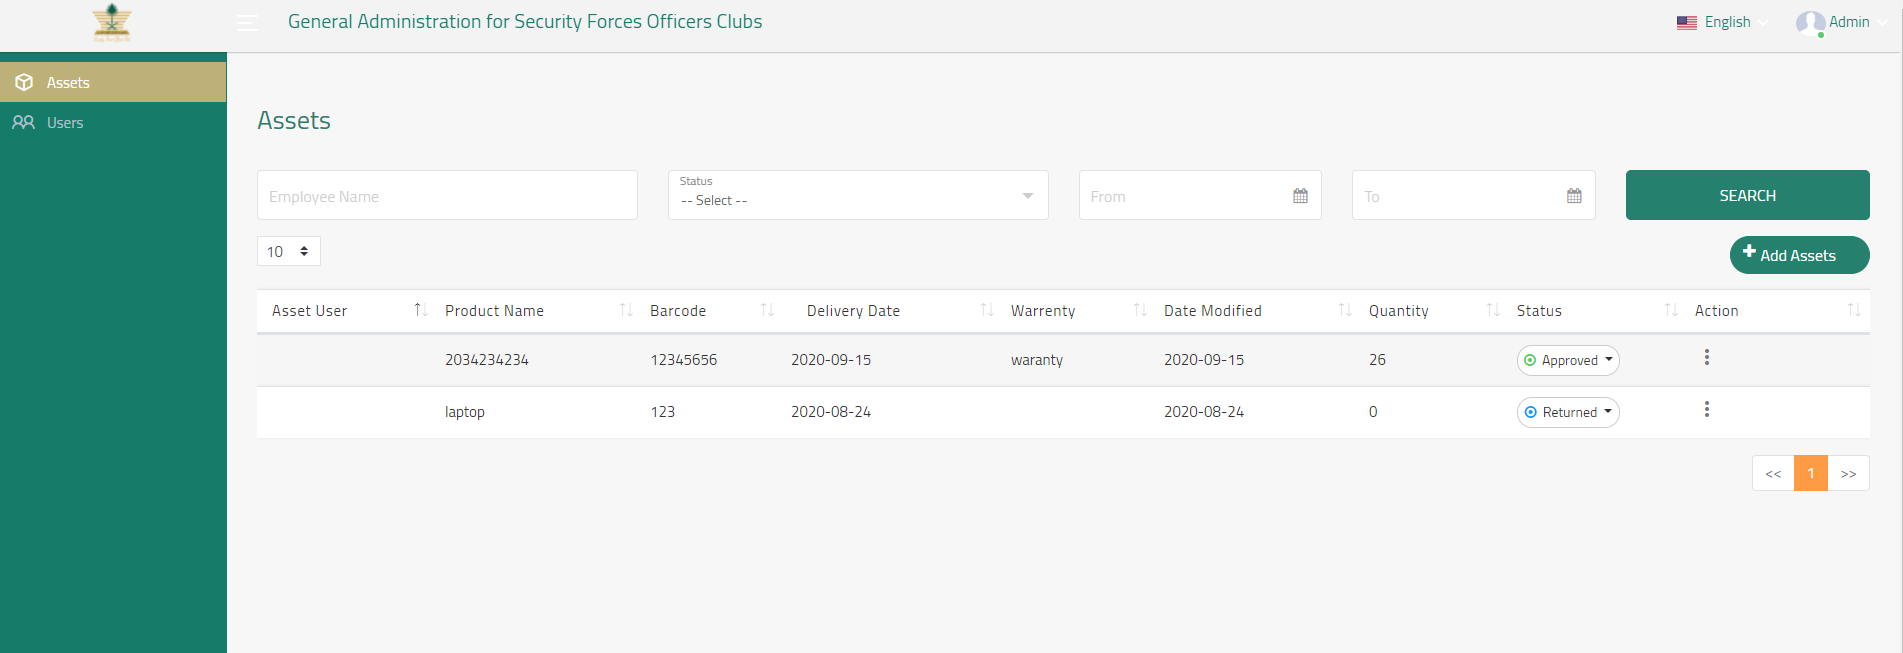 General Administration for Security Forces Officers Clubs
English
Admin
Assets
Users
Assets
Employee Name
Status
-- Select --
From
To
SEARCH
10
Add Assets
Asset User Product Name Barcode Delivery Date Warrenty Date Modified Quantity Status Action
2034234234 12345656 2020-09-15 waranty 2020-09-15 26 Approved
laptop 123 2020-08-24 2020-08-24 0 Returned
<< 1 >>